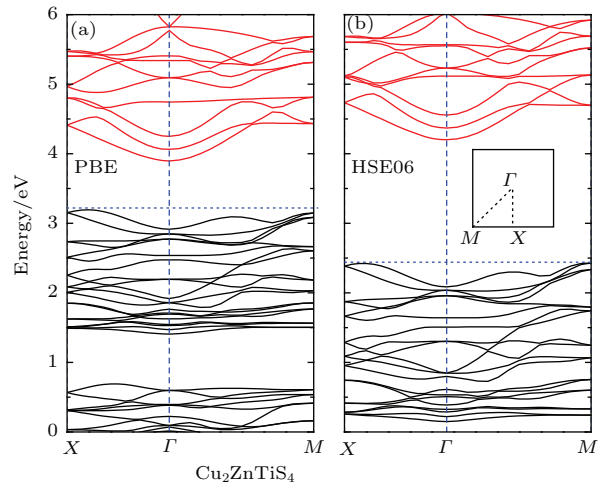 (a)
(b)
6
5
4
3
2
1
0
Energy/eV
PBE
HSE06
Γ
M
X
X
Γ
M
X
Γ
M
Cu₂ZnTiS₄